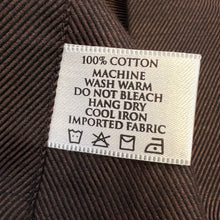 100% COTTON
MACHINE
WASH WARM
DO NOT BLEACH
HANG DRY
COOL IRON
IMPORTED FABRIC